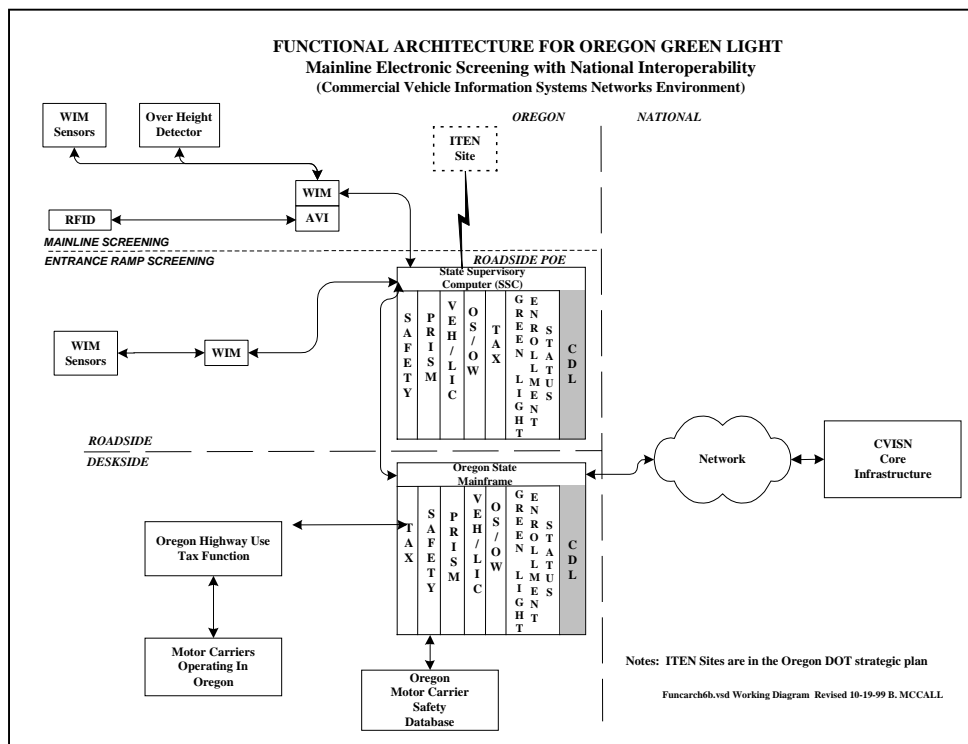 FUNCTIONAL ARCHITECTURE FOR OREGON GREEN LIGHT
Mainline Electronic Screening with National Interoperability
(Commercial Vehicle Information Systems Networks Environment)
OREGON
NATIONAL
WIM
Sensors
Over Height
Detector
ITEN
Site
WIM
AVI
RFID
MAINLINE SCREENING
ENTRANCE RAMP SCREENING
ROADSIDE POE
State Supervisory
Computer (SSC)
SAFETY
PRISM
VEH/LIC
OS/OW
TAX
GREEN LIGHT
ENROLLMENT
STATUS
CDL
WIM
Sensors
WIM
ROADSIDE
DESKSIDE
Oregon State
Mainframe
TAX
SAFETY
PRISM
VEH/LIC
OS/OW
GREEN LIGHT
ENROLLMENT
STATUS
CDL
Network
CVISN
Core
Infrastructure
Oregon Highway Use
Tax Function
Motor Carriers
Operating In
Oregon
Oregon
Motor Carrier
Safety
Database
Notes: ITEN Sites are in the Oregon DOT strategic plan
Funcarch6b.vsd Working Diagram Revised 10-19-99 B. MCCALL